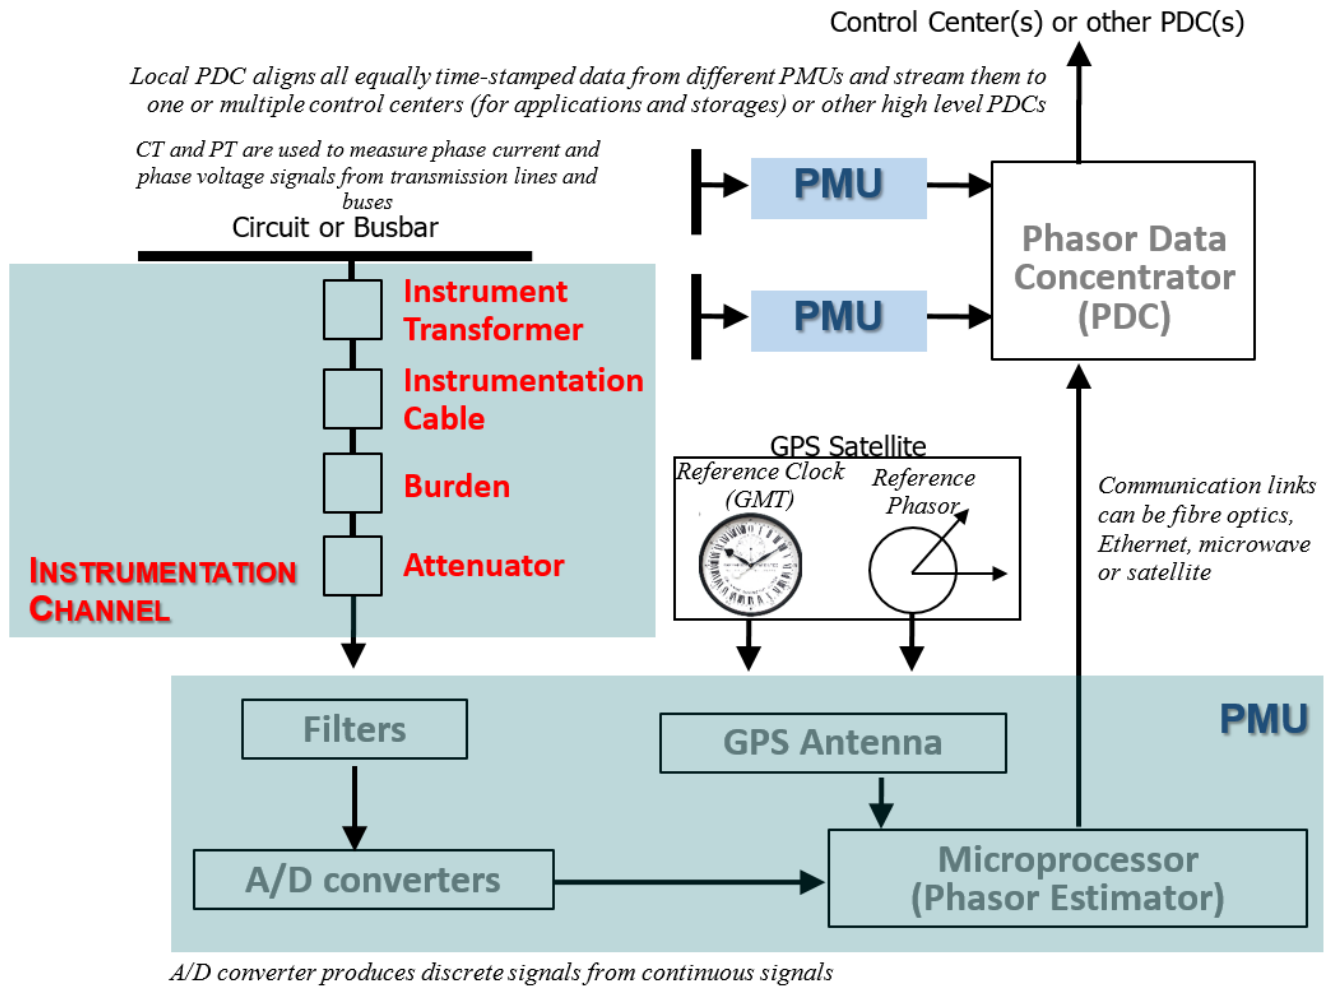 Control Center(s) or other PDC(s)
Local PDC aligns all equally time-stamped data from different PMUs and stream them to
one or multiple control centers (for applications and storages) or other high level PDCs
CT and PT are used to measure phase current and
phase voltage signals from transmission lines and
buses
Circuit or Busbar
Instrument
Transformer
Instrumentation
Cable
Burden
Attenuator
INSTRUMENTATION
CHANNEL
PMU
PMU
Phasor Data
Concentrator
(PDC)
GPS Satellite
Reference Clock
(GMT)
Reference
Phasor
Communication links
can be fibre optics,
Ethernet, microwave
or satellite
PMU
Filters
GPS Antenna
A/D converters
Microprocessor
(Phasor Estimator)
A/D converter produces discrete signals from continuous signals